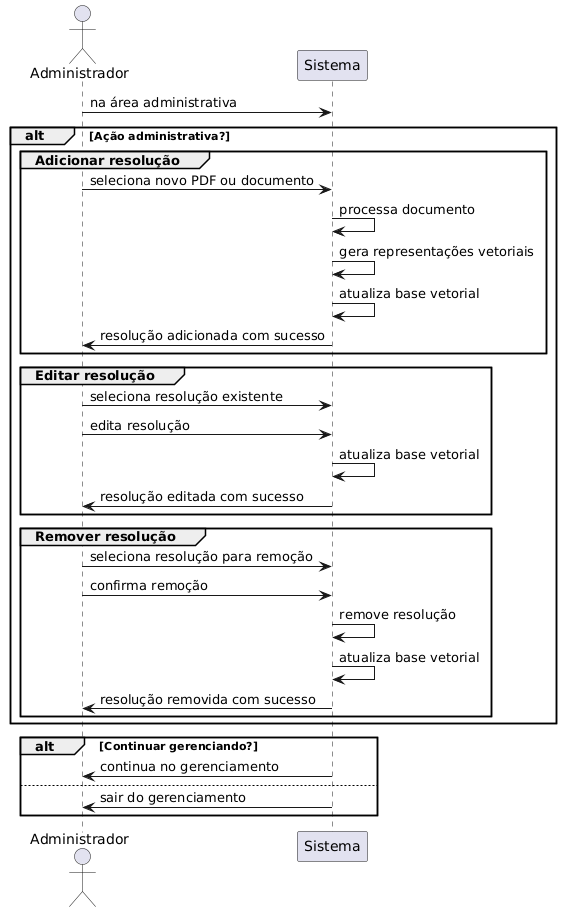 Administrador
Sistema
na área administrativa
alt [Ação administrativa?]
Adicionar resolução
seleciona novo PDF ou documento
processa documento
gera representações vetoriais
atualiza base vetorial
resolução adicionada com sucesso
Editar resolução
seleciona resolução existente
edita resolução
atualiza base vetorial
resolução editada com sucesso
Remover resolução
seleciona resolução para remoção
confirma remoção
remove resolução
atualiza base vetorial
resolução removida com sucesso
alt [Continuar gerenciando?]
continua no gerenciamento
sair do gerenciamento
Administrador
Sistema